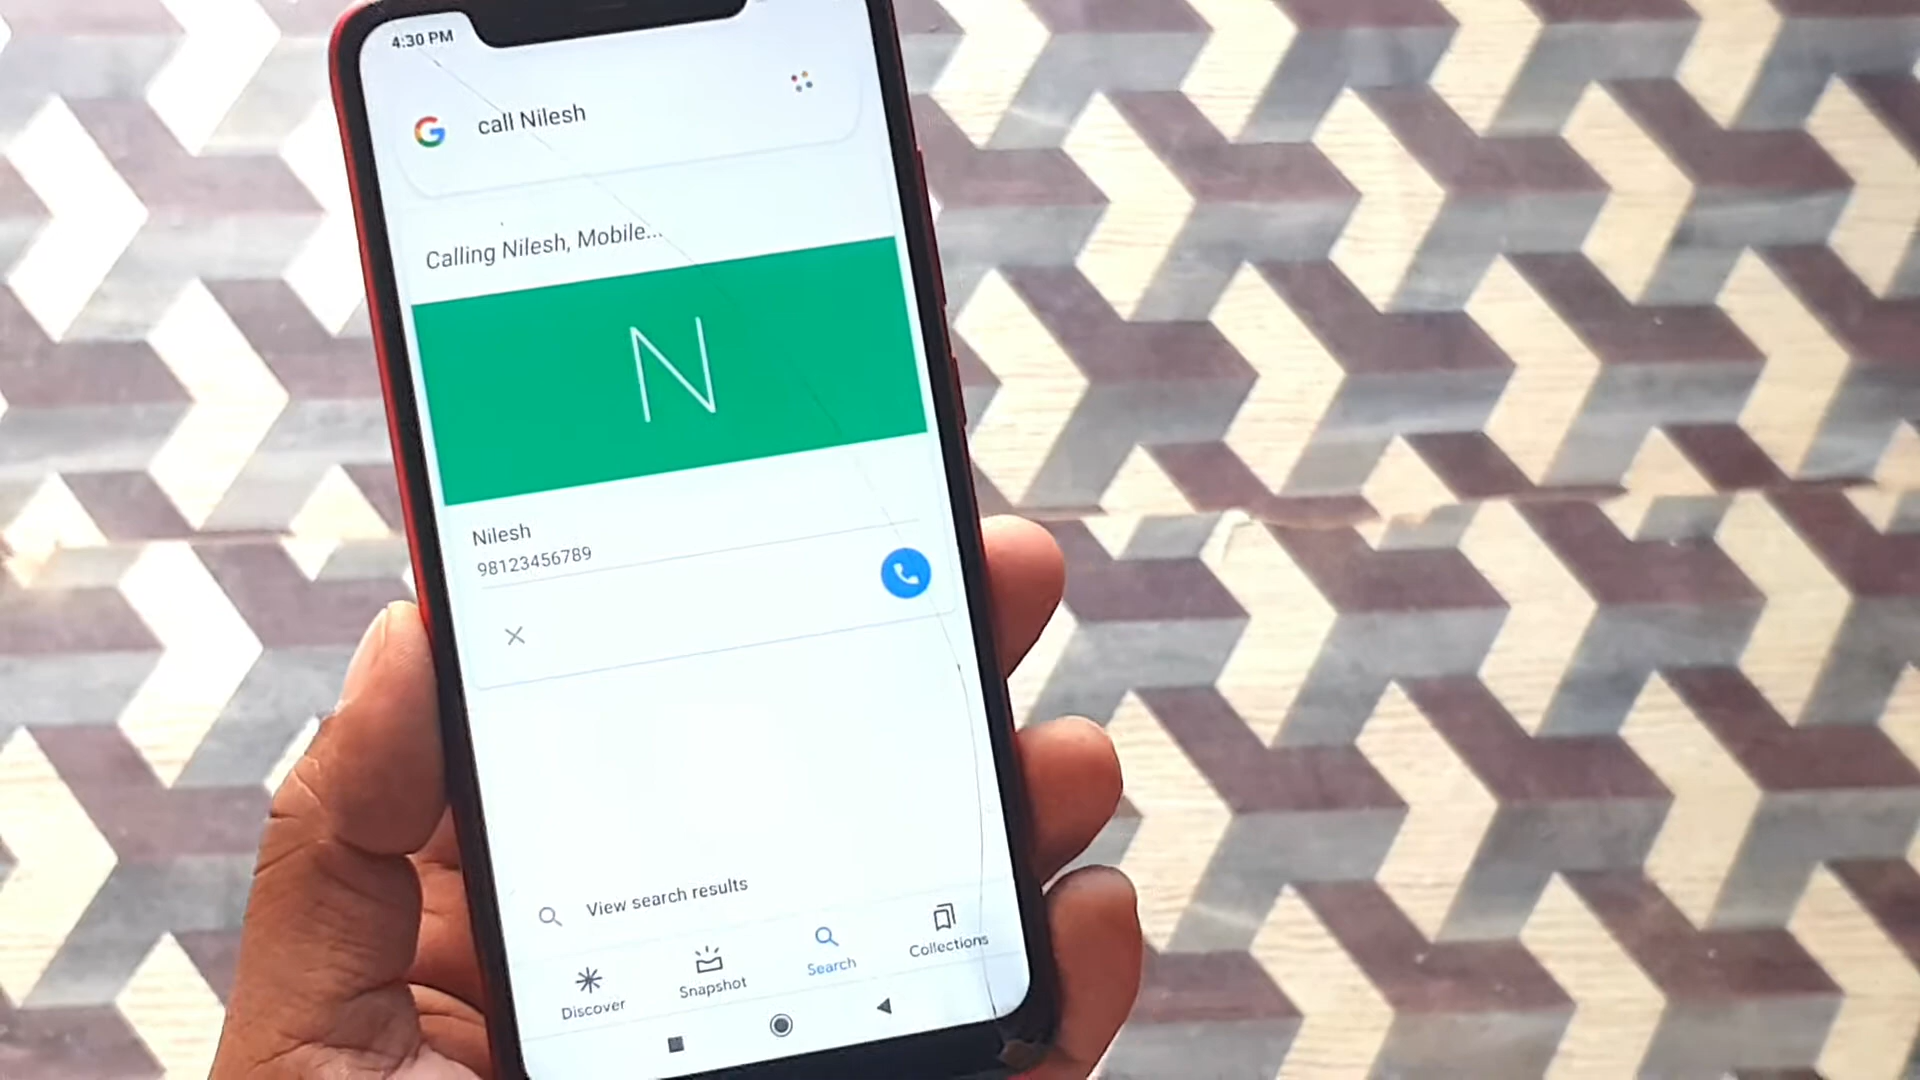 4:30 PM
G call Nilesh
Calling Nilesh, Mobile...
N
Nilesh
98123456789
View search results
Discover Snapshot Search Collections